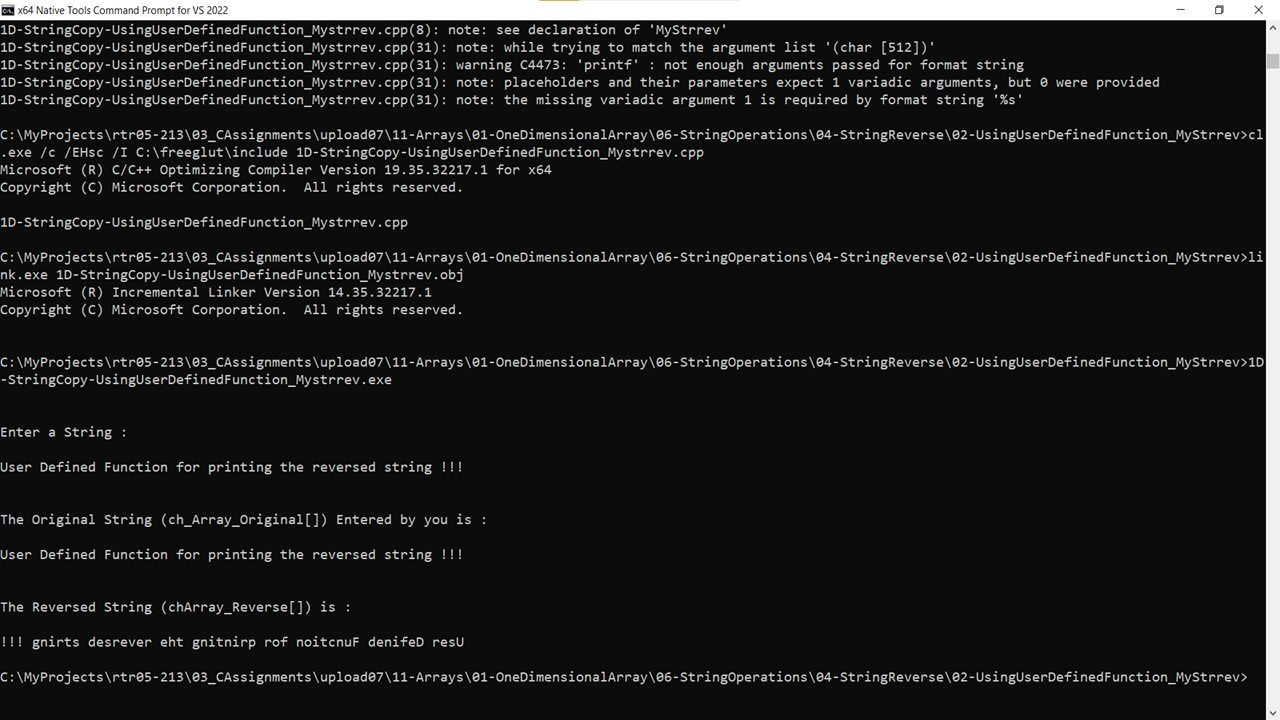 x64 Native Tools Command Prompt for VS 2022
1D-StringCopy-UsingUserDefinedFunction_Mystrrev.cpp(8): note: see declaration of 'MyStrrev'
1D-StringCopy-UsingUserDefinedFunction_Mystrrev.cpp(31): note: while trying to match the argument list '(char [512])'
1D-StringCopy-UsingUserDefinedFunction_Mystrrev.cpp(31): warning C4473: 'printf' : not enough arguments passed for format string
1D-StringCopy-UsingUserDefinedFunction_Mystrrev.cpp(31): note: placeholders and their parameters expect 1 variadic arguments, but 0 were provided
1D-StringCopy-UsingUserDefinedFunction_Mystrrev.cpp(31): note: the missing variadic argument 1 is required by format string '%s'
C:\MyProjects\rtr05-213\03_CAssignments\upload07\11-Arrays\01-OneDimensionalArray\06-StringOperations\04-StringReverse\02-UsingUserDefinedFunction_MyStrrev>cl
.exe /c /EHsc /I C:\freeglut\include 1D-StringCopy-UsingUserDefinedFunction_Mystrrev.cpp
Microsoft (R) C/C++ Optimizing Compiler Version 19.35.32217.1 for x64
Copyright (C) Microsoft Corporation.  All rights reserved.
1D-StringCopy-UsingUserDefinedFunction_Mystrrev.cpp
C:\MyProjects\rtr05-213\03_CAssignments\upload07\11-Arrays\01-OneDimensionalArray\06-StringOperations\04-StringReverse\02-UsingUserDefinedFunction_MyStrrev>li
nk.exe 1D-StringCopy-UsingUserDefinedFunction_Mystrrev.obj
Microsoft (R) Incremental Linker Version 14.35.32217.1
Copyright (C) Microsoft Corporation.  All rights reserved.
C:\MyProjects\rtr05-213\03_CAssignments\upload07\11-Arrays\01-OneDimensionalArray\06-StringOperations\04-StringReverse\02-UsingUserDefinedFunction_MyStrrev>1D
-StringCopy-UsingUserDefinedFunction_Mystrrev.exe
Enter a String :
User Defined Function for printing the reversed string !!!
The Original String (ch_Array_Original[]) Entered by you is :
User Defined Function for printing the reversed string !!!
The Reversed String (chArray_Reverse[]) is :
!!! gnirts desrever eht gnitnirp rof noitcnuF denifeD resU
C:\MyProjects\rtr05-213\03_CAssignments\upload07\11-Arrays\01-OneDimensionalArray\06-StringOperations\04-StringReverse\02-UsingUserDefinedFunction_MyStrrev>